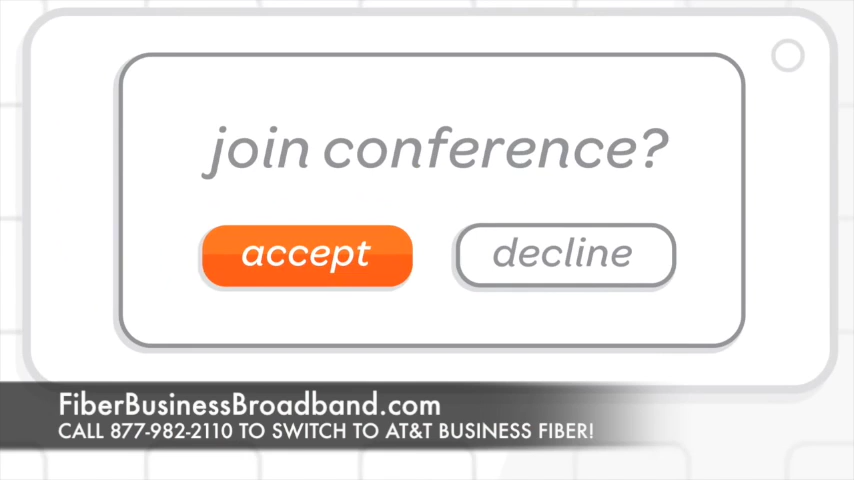 join conference?
accept
decline
FiberBusinessBroadband.com
CALL 877-982-2110 TO SWITCH TO AT&T BUSINESS FIBER!